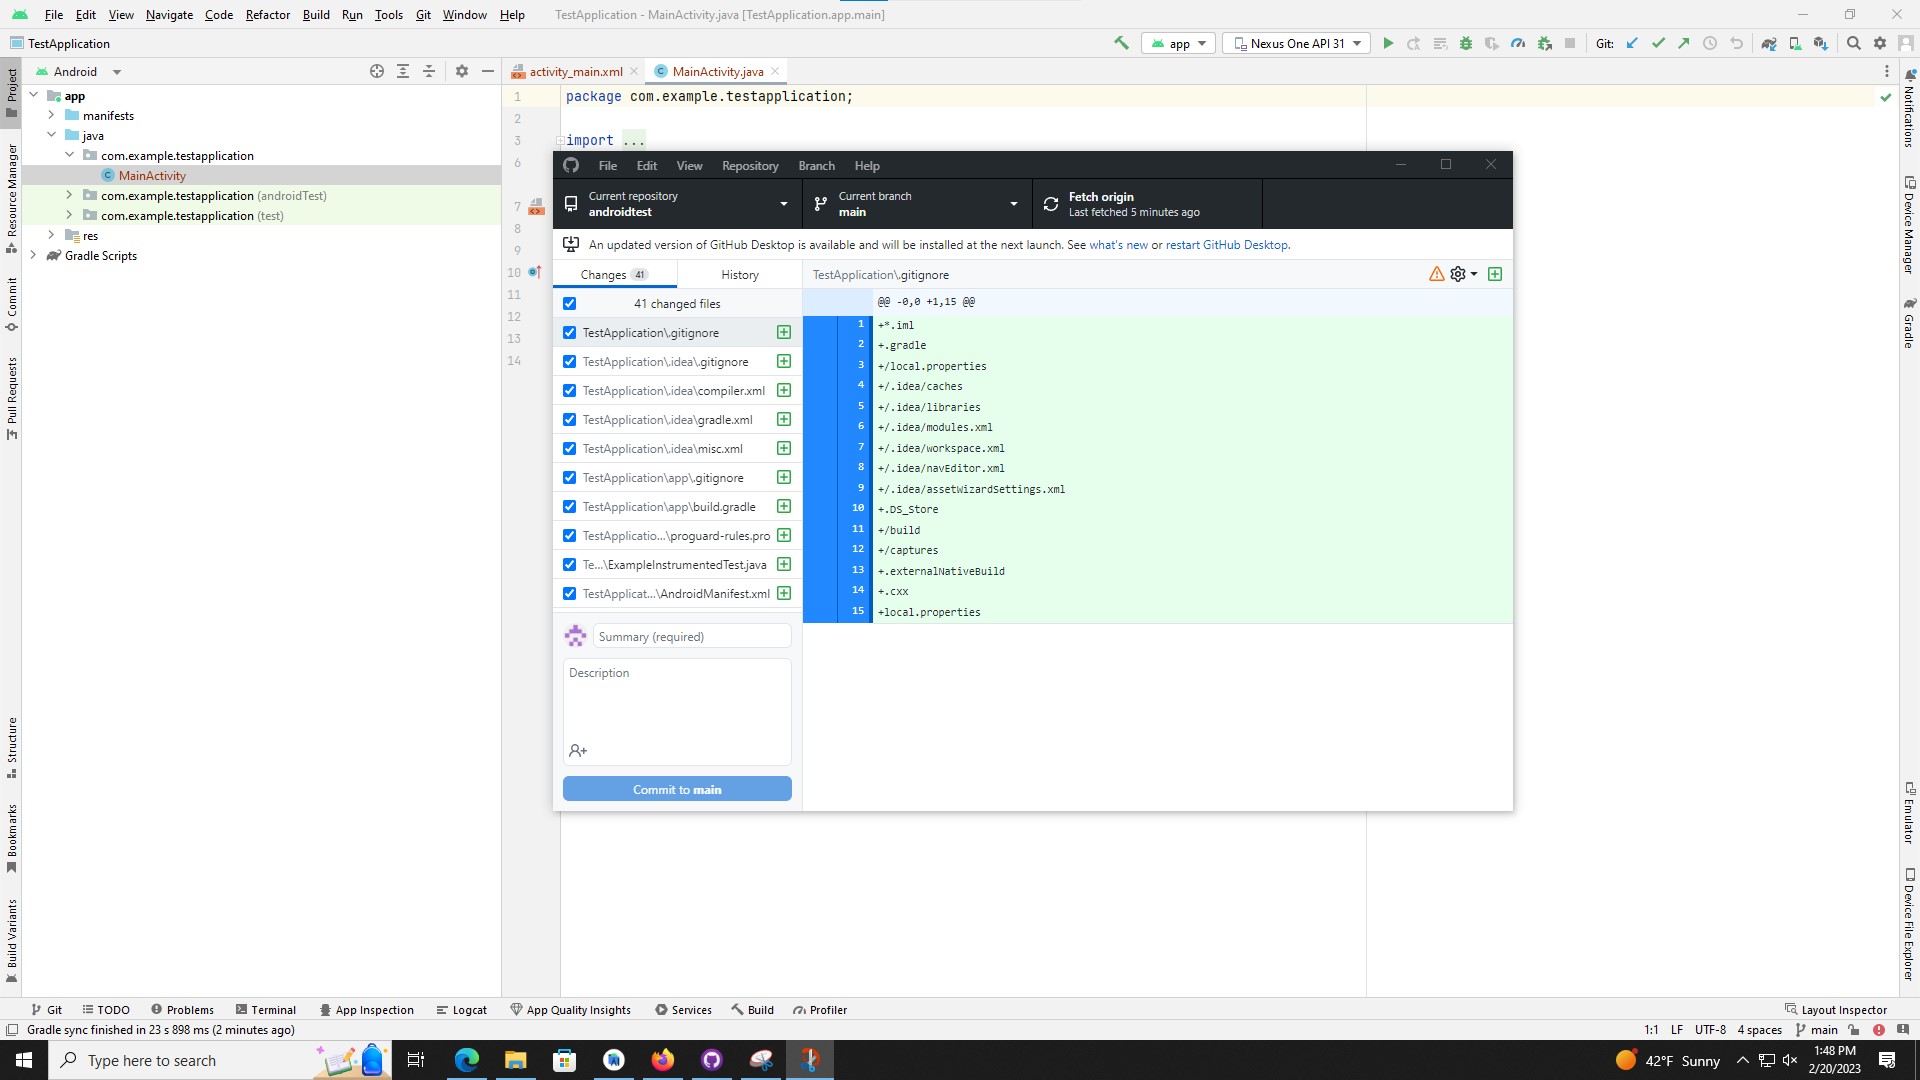 File Edit View Navigate Code Refactor Build Run Tools Git Window Help TestApplication - MainActivity.java [TestApplication.app.main]
TestApplication
app
Nexus One API 31
Git:
Android
activity_main.xml
MainActivity.java
app
manifests
java
com.example.testapplication
MainActivity
com.example.testapplication (androidTest)
com.example.testapplication (test)
res
Gradle Scripts
Project
Resource Manager
Commit
Pull Requests
Structure
Bookmarks
Build Variants
1 package com.example.testapplication;
2
3 import ...
6
7
8
9
10
11
12
13
14
File Edit View Repository Branch Help
Current repository
androidtest
Current branch
main
Fetch origin
Last fetched 5 minutes ago
An updated version of GitHub Desktop is available and will be installed at the next launch. See what's new or restart GitHub Desktop.
Changes 41
History
TestApplication\.gitignore
41 changed files
TestApplication\.gitignore
TestApplication\.idea\.gitignore
TestApplication\.idea\compiler.xml
TestApplication\.idea\gradle.xml
TestApplication\.idea\misc.xml
TestApplication\app\.gitignore
TestApplication\app\build.gradle
TestApplicatio...\proguard-rules.pro
Te...\ExampleInstrumentedTest.java
TestApplicat...\AndroidManifest.xml
Summary (required)
Description
Commit to main
@@ -0,0 +1,15 @@
1 +*.iml
2 +.gradle
3 +/local.properties
4 +/.idea/caches
5 +/.idea/libraries
6 +/.idea/modules.xml
7 +/.idea/workspace.xml
8 +/.idea/navEditor.xml
9 +/.idea/assetWizardSettings.xml
10 +.DS_Store
11 +/build
12 +/captures
13 +.externalNativeBuild
14 +.cxx
15 +local.properties
Notifications
Device Manager
Gradle
Emulator
Device File Explorer
Git TODO Problems Terminal App Inspection Logcat App Quality Insights Services Build Profiler Layout Inspector
Gradle sync finished in 23 s 898 ms (2 minutes ago)
1:1 LF UTF-8 4 spaces main
Type here to search
42°F Sunny
1:48 PM
2/20/2023